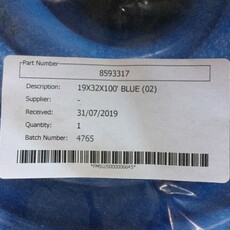 Part Number
8593317
Description: 19X32X100' BLUE (02)
Supplier: -
Received: 31/07/2019
Quantity: 1
Batch Number: 4765